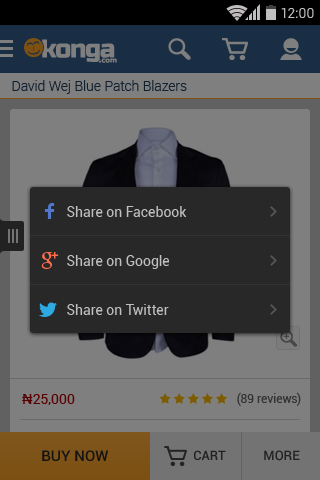 12:00
konga
.com
David Wej Blue Patch Blazers
Share on Facebook
Share on Google
Share on Twitter
₦25,000
(89 reviews)
BUY NOW
CART
MORE